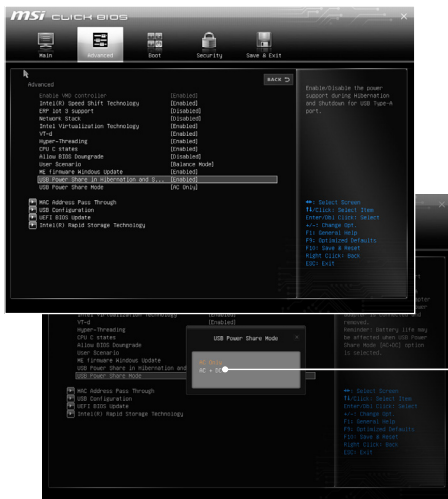 msi CLICK BIOS
Main
Advanced
Boot
Security
Save & Exit
BACK
Advanced
Enable VMD controller [Enabled]
Intel(R) Speed Shift Technology [Enabled]
ERP Lot 3 support [Disabled]
Network Stack [Disabled]
Intel Virtualization Technology [Enabled]
VT-d [Enabled]
Hyper-Threading [Enabled]
CPU C states [Enabled]
Allow BIOS Downgrade [Disabled]
User Scenario [Balance Mode]
ME firmware Windows Update [Enabled]
USB Power Share in Hibernation and S... [Enabled]
USB Power Share Mode [AC Only]
MAC Address Pass Through
USB Configuration
UEFI BIOS Update
Intel(R) Rapid Storage Technology
Enable/Disable the power
support during Hibernation
and Shutdown for USB Type-A
port.
: Select Screen
/Click: Select Item
Enter/Dbl Click: Select
+/-: Change Opt.
F1: General Help
F9: Optimized Defaults
F10: Save & Reset
Right Click: Back
ESC: Exit
Intel Virtualization Technology [Enabled]
VT-d [Enabled]
Hyper-Threading
CPU C states
Allow BIOS Downgrade
User Scenario
ME firmware Windows Update
USB Power Share in Hibernation and
USB Power Share Mode
USB Power Share Mode
AC Only
AC + DC
MAC Address Pass Through
USB Configuration
UEFI BIOS Update
Intel(R) Rapid Storage Technology
removed.
Reminder: Battery life may
be affected when USB Power
Share Mode [AC+DC] option
is selected.
: Select Screen
/Click: Select Item
Enter/Dbl Click: Select
+/-: Change Opt.
F1: General Help
F9: Optimized Defaults
F10: Save & Reset
Right Click: Back
ESC: Exit